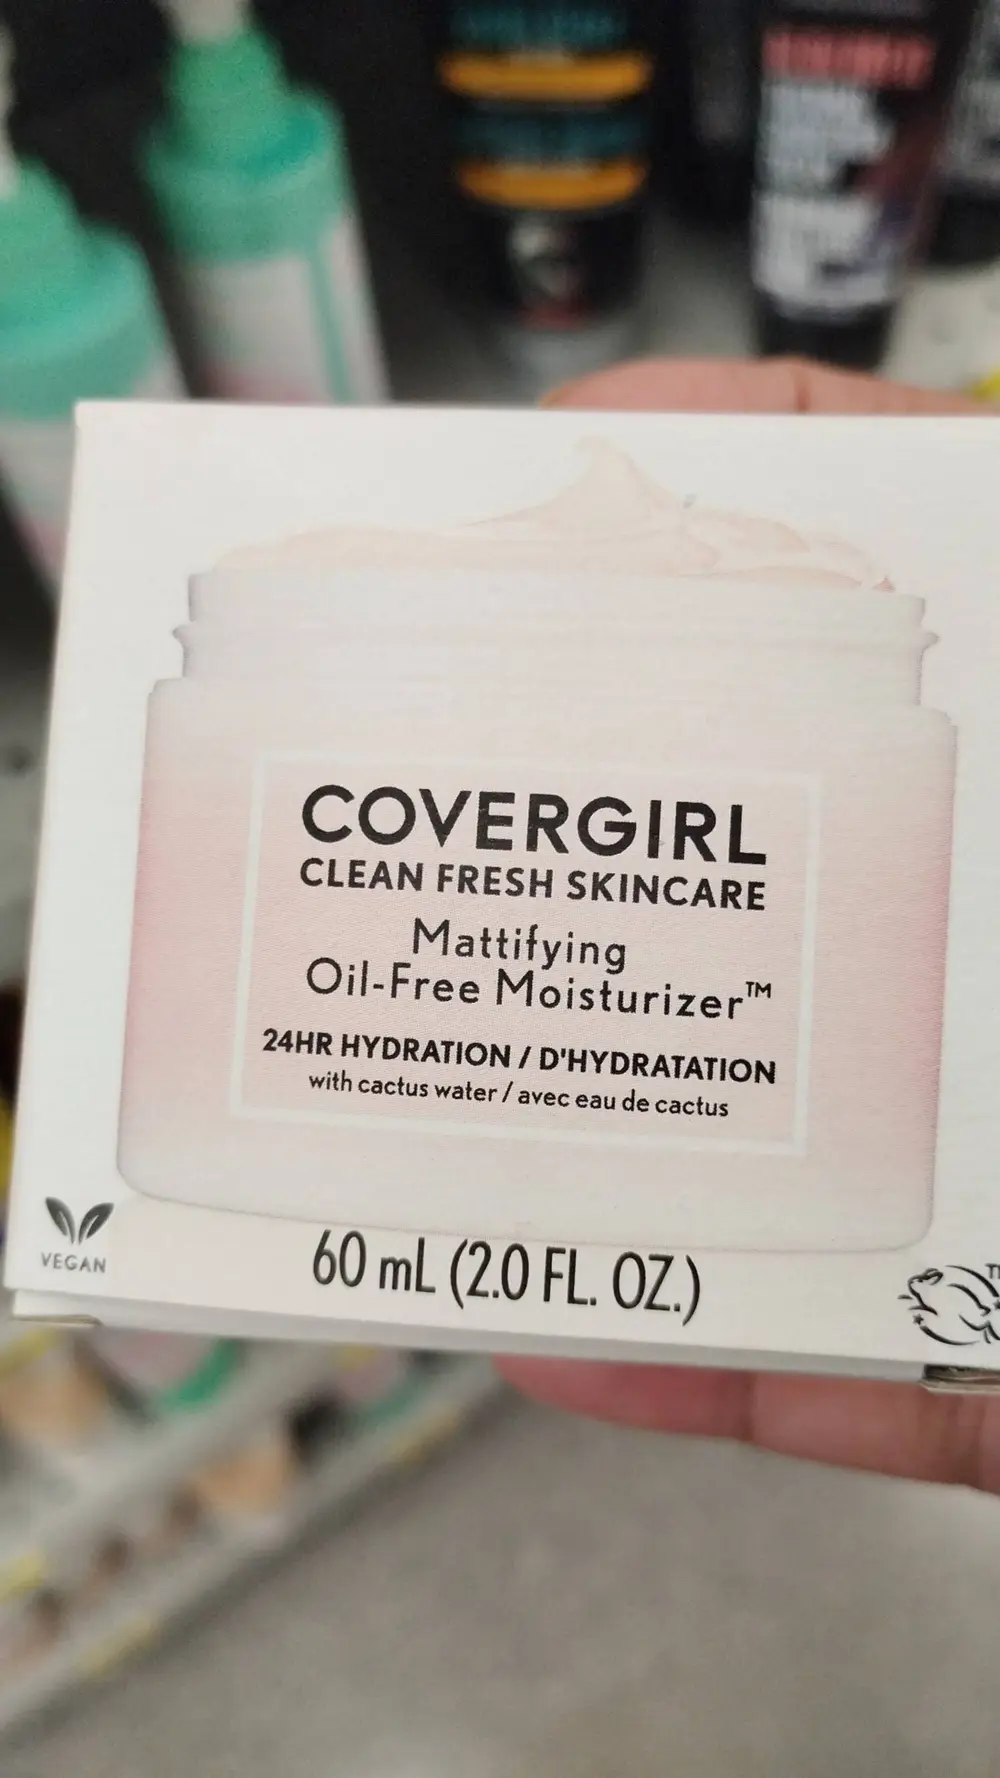 COVERGIRL
CLEAN FRESH SKINCARE
Mattifying
Oil-Free Moisturizer™
24HR HYDRATION / D'HYDRATATION
with cactus water / avec eau de cactus
VEGAN
60 mL (2.0 FL. OZ.)